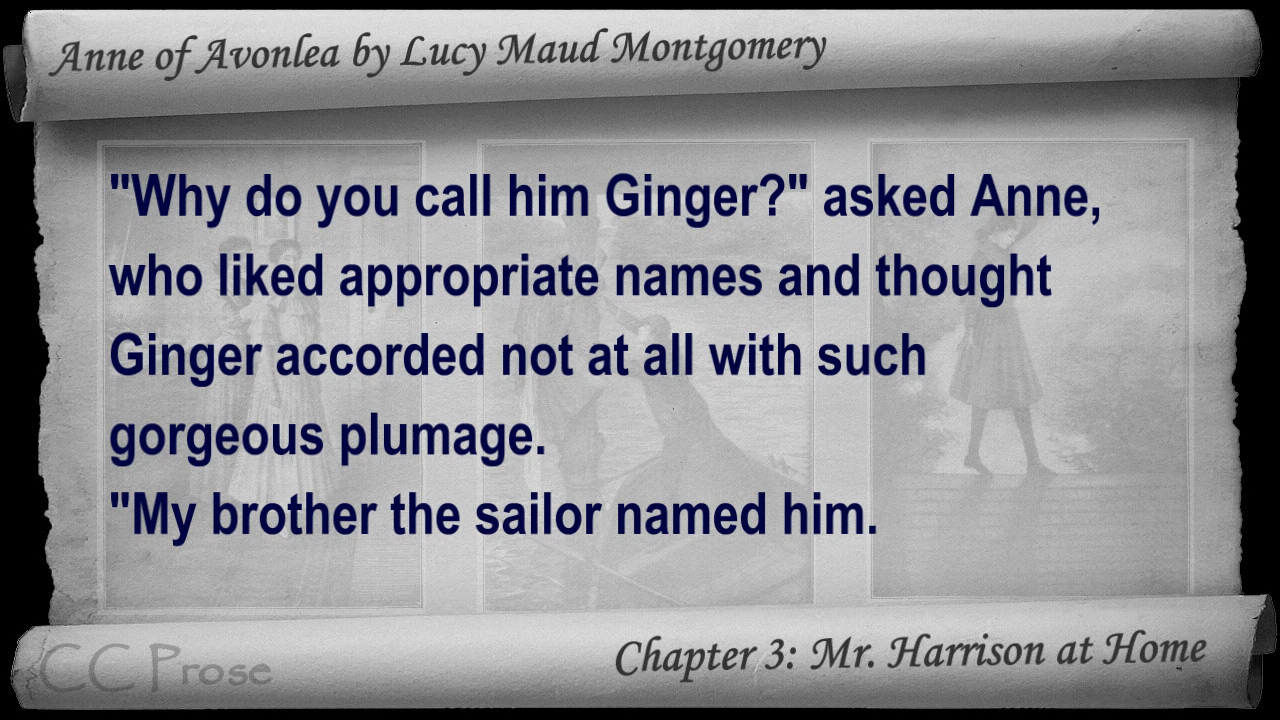 Anne of Avonlea by Lucy Maud Montgomery
"Why do you call him Ginger?" asked Anne,
who liked appropriate names and thought
Ginger accorded not at all with such
gorgeous plumage.
"My brother the sailor named him.
CC Prose
Chapter 3: Mr. Harrison at Home